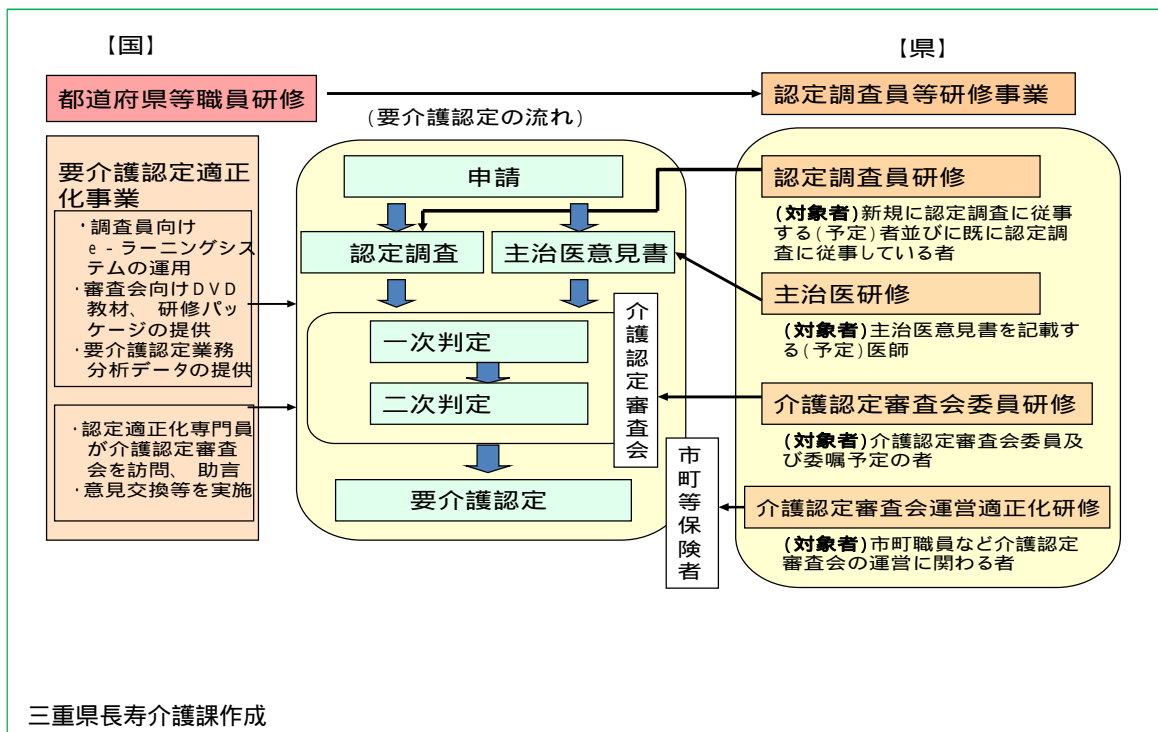 【国】
【県】
都道府県等職員研修
認定調査員等研修事業
(要介護認定の流れ)
要介護認定適正
化事業
・調査員向け
e-ラーニングシス
テムの運用
・審査会向けDVD
教材、研修パッ
ケージの提供
・要介護認定業務
分析データの提供
・認定適正化専門員
が介護認定審査
会を訪問、助言
・意見交換等を実施
申請
認定調査
主治医意見書
一次判定
二次判定
要介護認定
介護認定審査会
市町等保険者
認定調査員研修
(対象者)新規に認定調査に従事
する(予定)者並びに既に認定調
査に従事している者
主治医研修
(対象者)主治医意見書を記載す
る(予定)医師
介護認定審査会委員研修
(対象者)介護認定審査会委員及
び委嘱予定の者
介護認定審査会運営適正化研修
(対象者)市町職員など介護認定
審査会の運営に関わる者
三重県長寿介護課作成